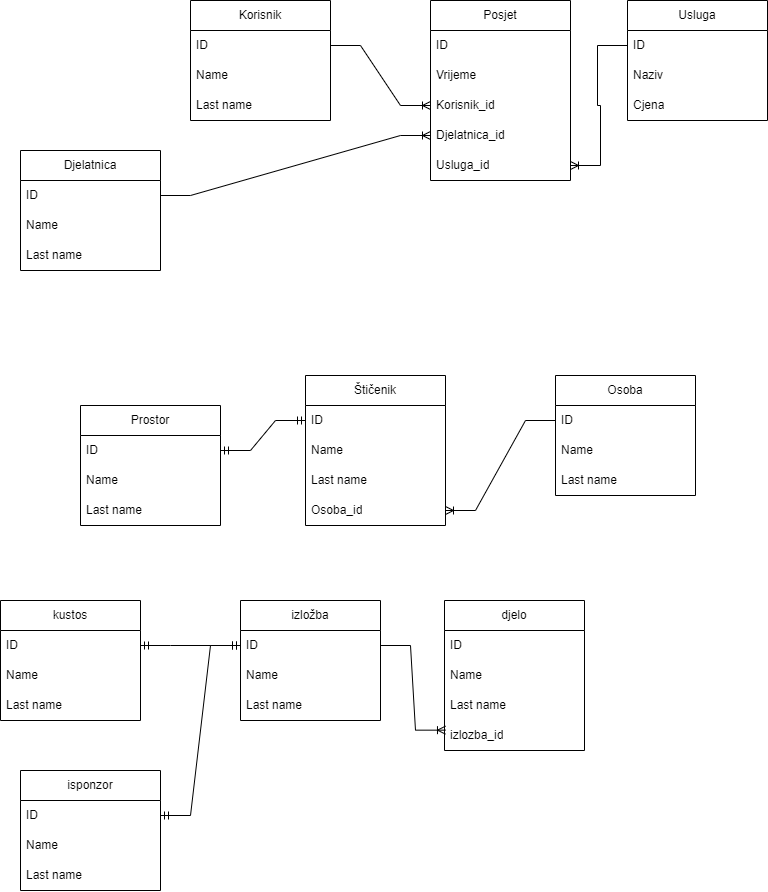 Korisnik
ID
Name
Last name
Posjet
ID
Vrijeme
Korisnik_id
Djelatnica_id
Usluga_id
Usluga
ID
Naziv
Cjena
Djelatnica
ID
Name
Last name
Prostor
ID
Name
Last name
Štičenik
ID
Name
Last name
Osoba_id
Osoba
ID
Name
Last name
kustos
ID
Name
Last name
izložba
ID
Name
Last name
djelo
ID
Name
Last name
izlozba_id
isponzor
ID
Name
Last name